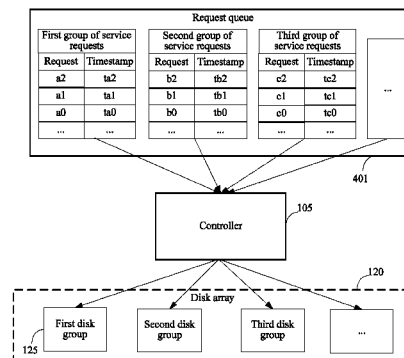 Request queue
First group of service requests
Request Timestamp
a2 ta2
a1 ta1
a0 ta0
... ...
Second group of service requests
Request Timestamp
b2 tb2
b1 tb1
b0 tb0
... ...
Third group of service requests
Request Timestamp
c2 tc2
c1 tc1
c0 tc0
... ...
...
401
Controller
105
120
Disk array
First disk group
Second disk group
Third disk group
...
125